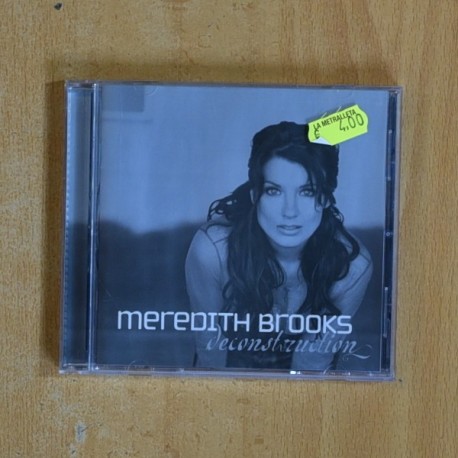 LA METRALLETA
€ 4,00
MEREDITH BROOKS
deconstruction